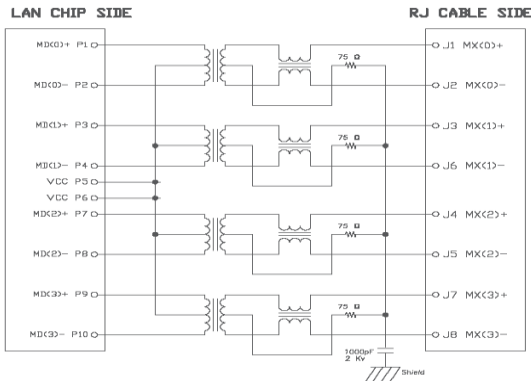 LAN CHIP SIDE
RJ CABLE SIDE
MD(0)+ P1
75 Ω
J1 MX(0)+
MD(0)- P2
J2 MX(0)-
MD(1)+ P3
75 Ω
J3 MX(1)+
MD(1)- P4
J6 MX(1)-
VCC P5
VCC P6
MD(2)+ P7
75 Ω
J4 MX(2)+
MD(2)- P8
J5 MX(2)-
MD(3)+ P9
75 Ω
J7 MX(3)+
MD(3)- P10
J8 MX(3)-
1000pF
2 Kv
Shield